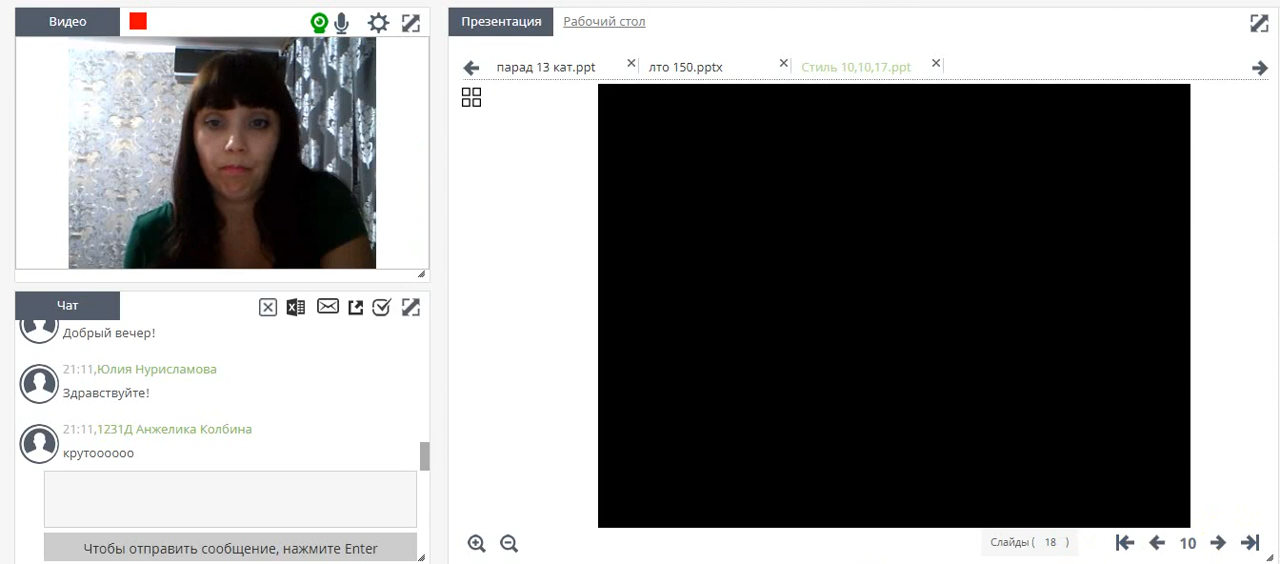 Видео
Презентация
Рабочий стол
парад 13 кат.ppt
лто 150.pptx
Стиль 10,10,17.ppt
Чат
Добрый вечер!
21:11,Юлия Нурисламова
Здравствуйте!
21:11,1231Д Анжелика Колбина
крутоооооо
Чтобы отправить сообщение, нажмите Enter
Слайды ( 18 )
10